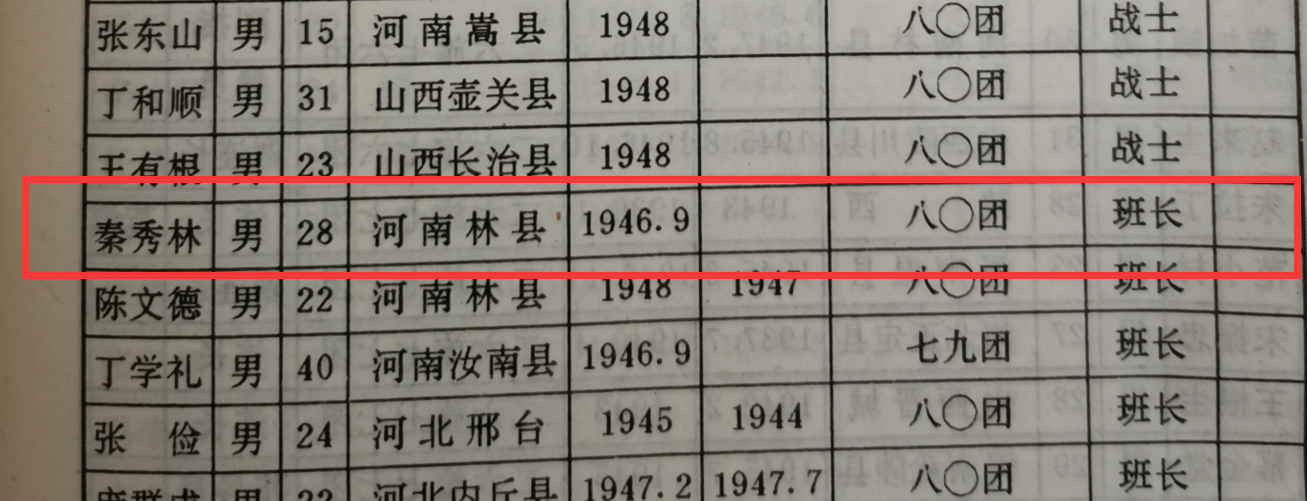 张东山 男 15 河南嵩县 1948 八〇团 战士
丁和顺 男 31 山西壶关县 1948 八〇团 战士
王有根 男 23 山西长治县 1948 八〇团 战士
秦秀林 男 28 河南林县 1946.9 八〇团 班长
陈文德 男 22 河南林县 1948 1947 八〇团 班长
丁学礼 男 40 河南汝南县 1946.9 七九团 班长
张 俭 男 24 河北邢台 1945 1944 八〇团 班长
男 河北内丘县 1947.2 1947.7 八〇团 班长